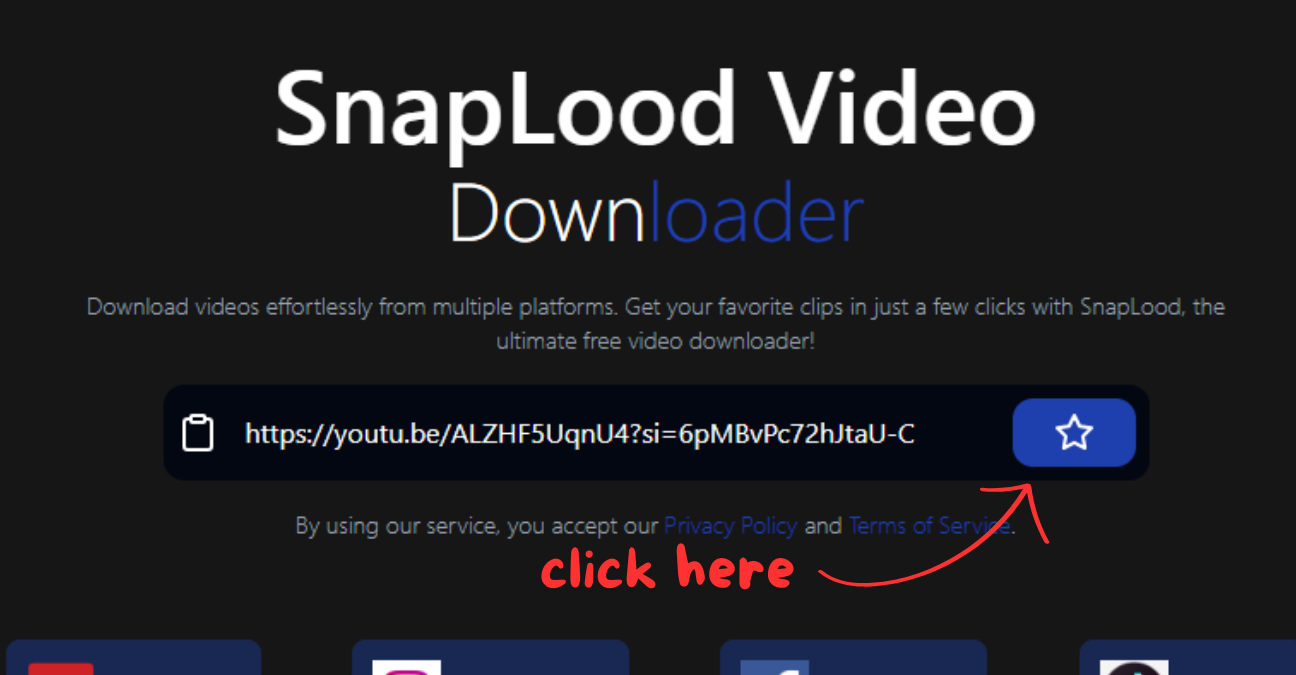 SnapLood Video
Downloader
Download videos effortlessly from multiple platforms. Get your favorite clips in just a few clicks with SnapLood, the
ultimate free video downloader!
https://youtu.be/ALZHF5UqnU4?si=6pMBvPc72hJtaU-C
By using our service, you accept our Privacy Policy and Terms of Service.
click here